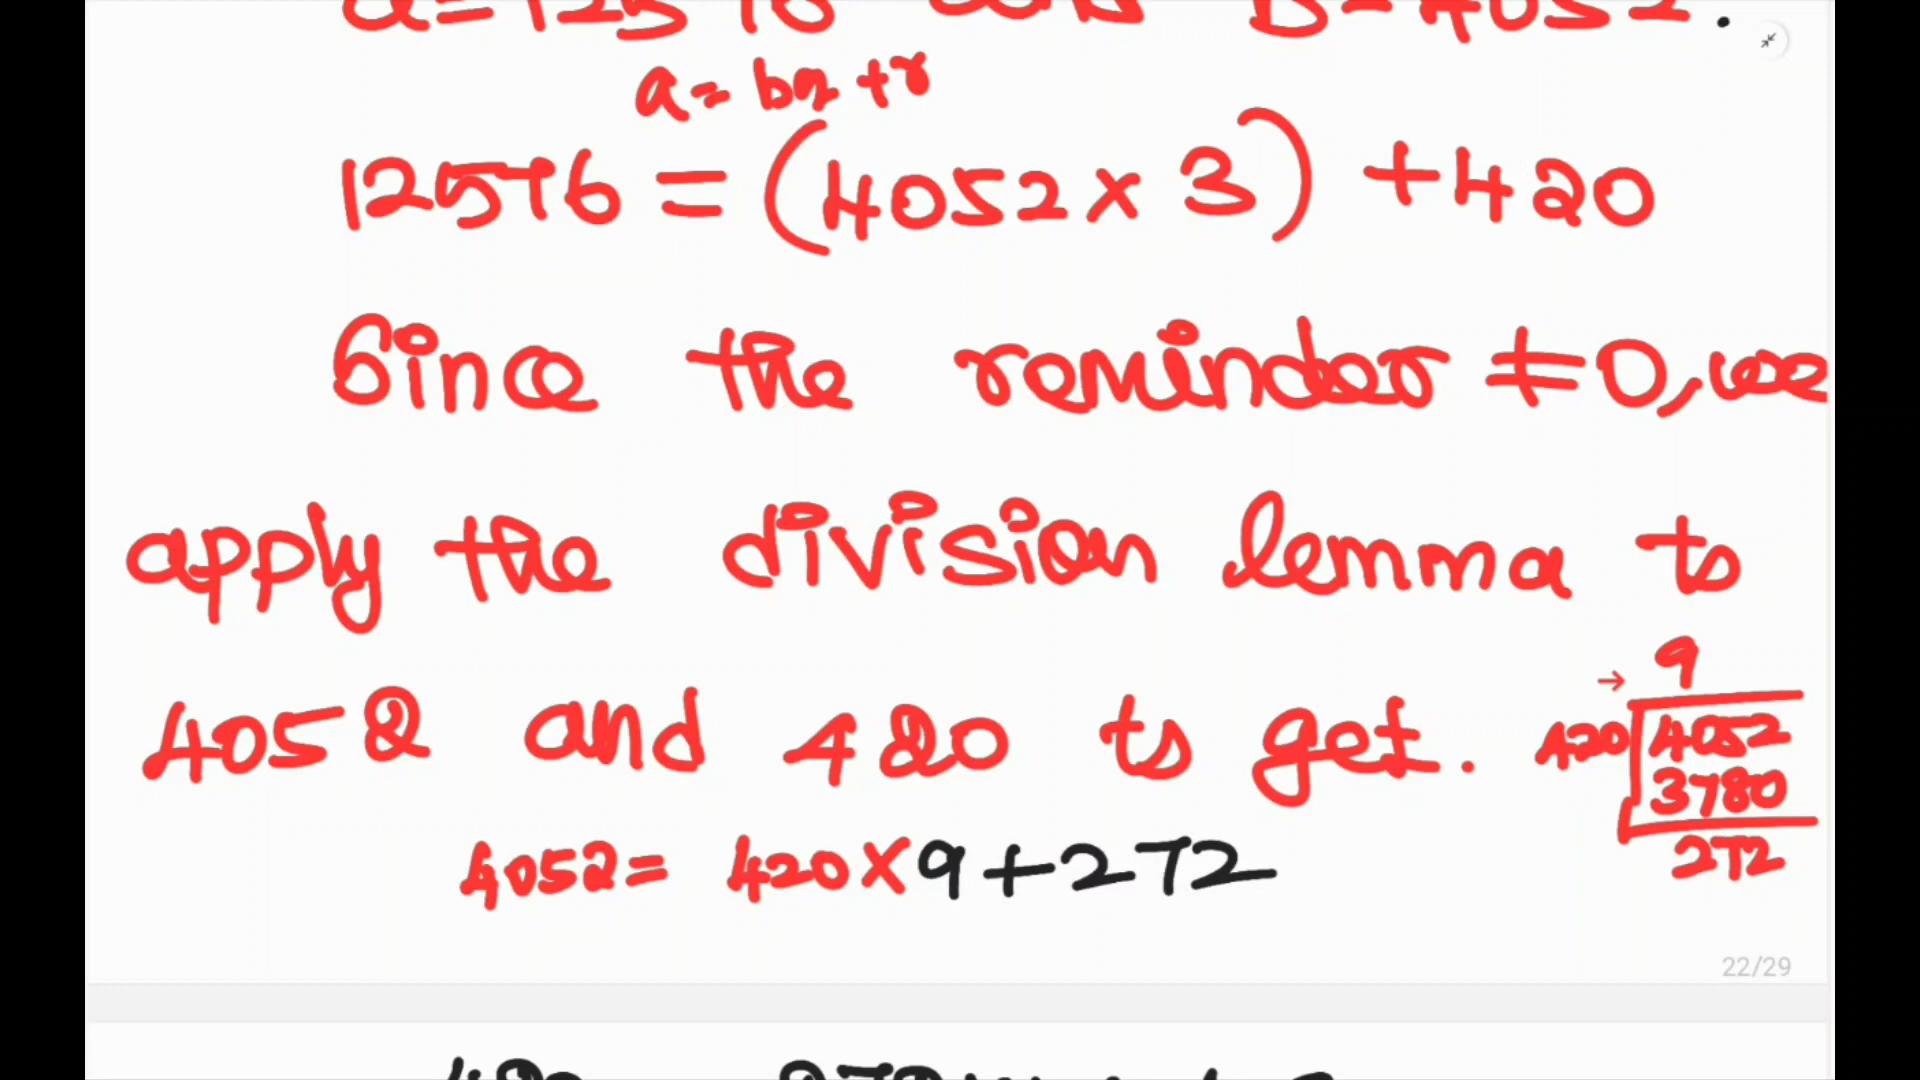 a = bq + r
12576 = (4052 × 3) + 420
Since the reminder ≠ 0, we
apply the division lemma to
4052 and 420 to get.
→ 9
420 4052
3780
272
4052 = 420 × 9 + 272
22/29